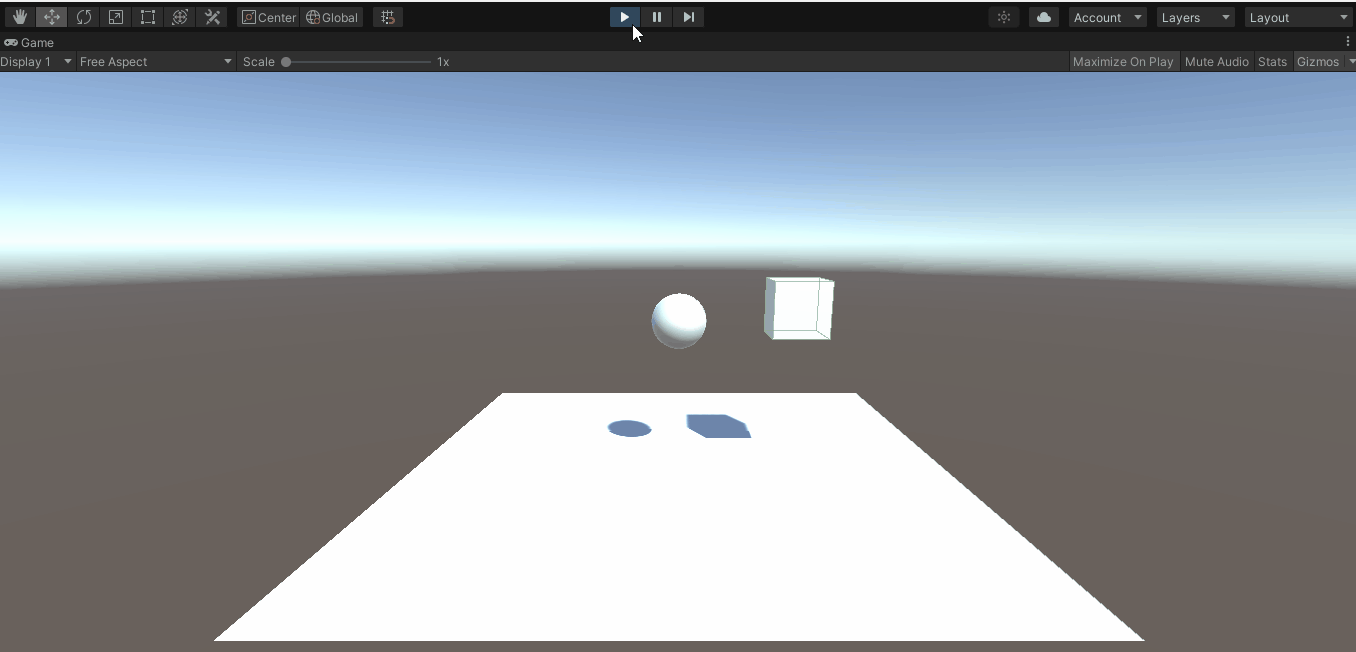 Center Global Account Layers Layout
Game
Display 1 Free Aspect Scale 1x Maximize On Play Mute Audio Stats Gizmos